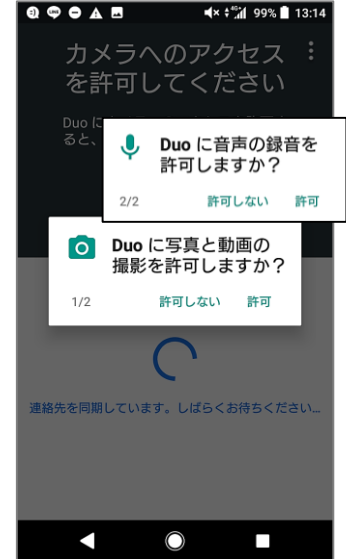 99% 13:14
カメラへのアクセス
を許可してください
Duo に
ると、
Duo に音声の録音を
許可しますか？
2/2 許可しない 許可
Duo に写真と動画の
撮影を許可しますか？
1/2 許可しない 許可
連絡先を同期しています。しばらくお待ちください...